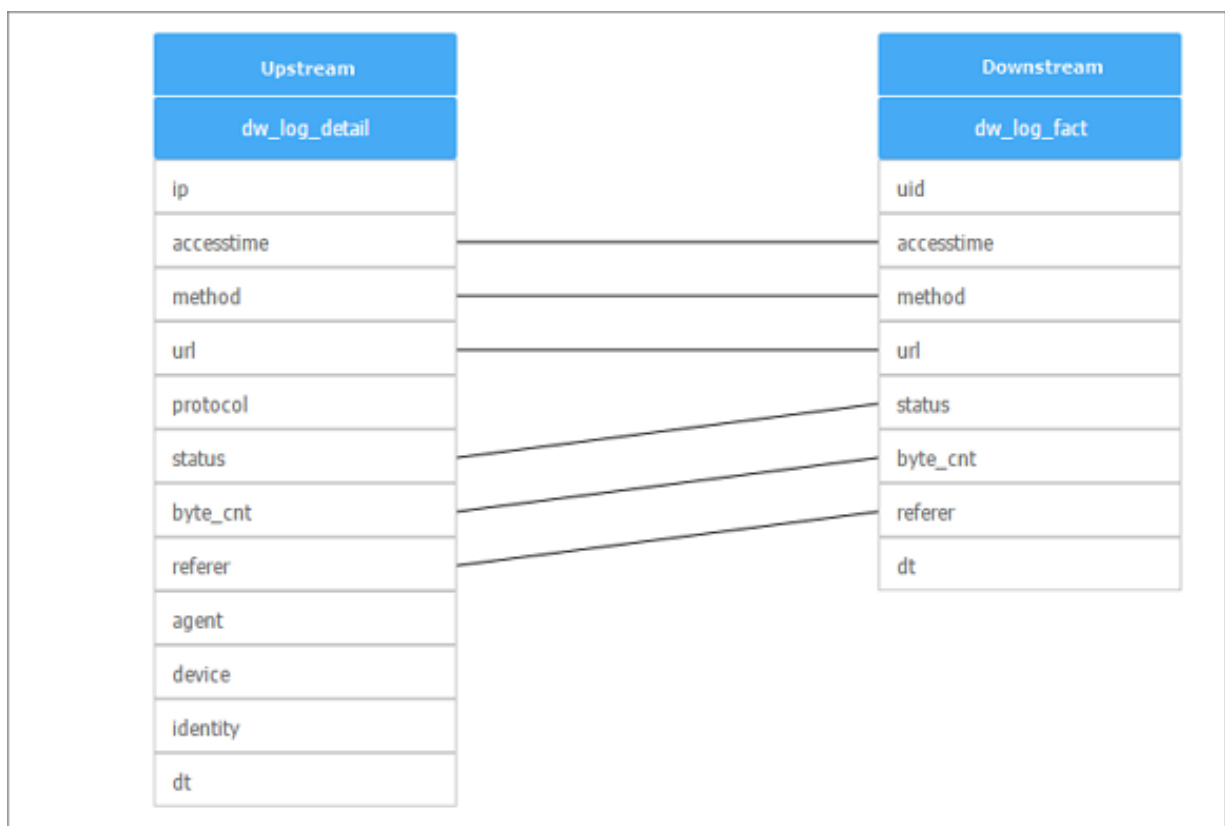 Upstream
dw_log_detail
ip
accesstime
method
url
protocol
status
byte_cnt
referer
agent
device
identity
dt
Downstream
dw_log_fact
uid
accesstime
method
url
status
byte_cnt
referer
dt